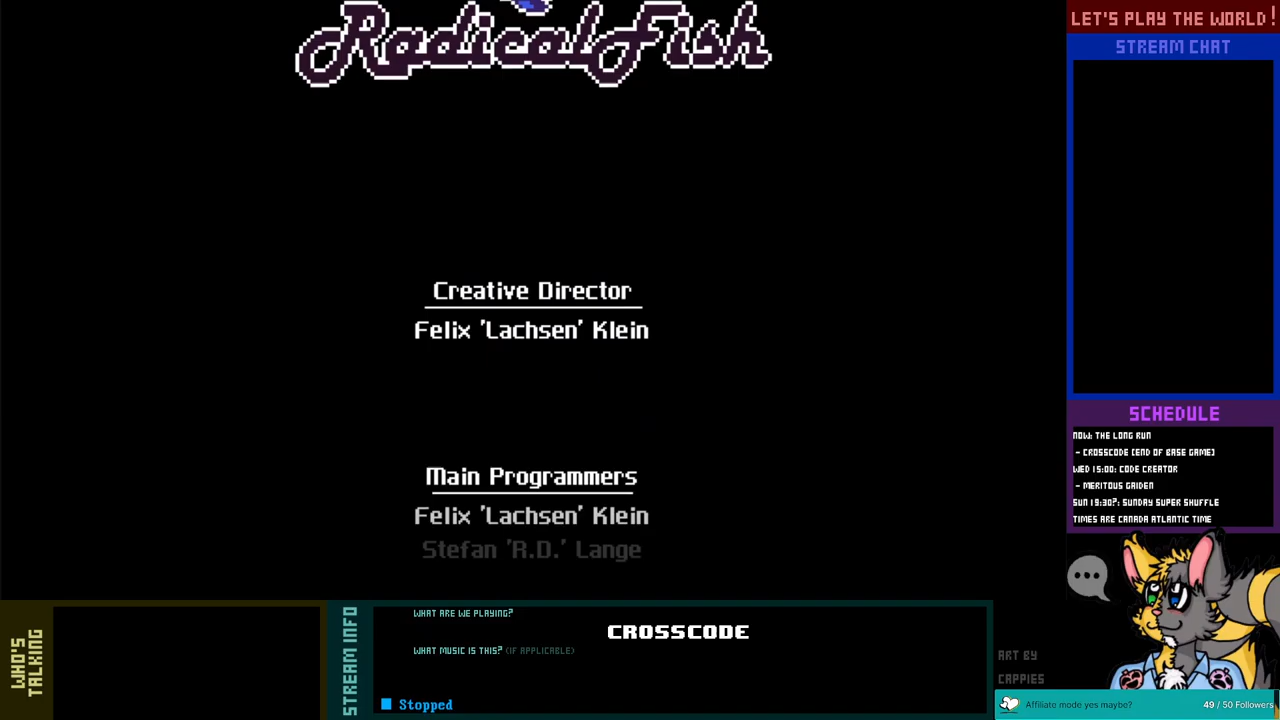 RadicalFish
Creative Director
Felix 'Lachsen' Klein
Main Programmers
Felix 'Lachsen' Klein
Stefan 'R.D.' Lange
LET'S PLAY THE WORLD!
STREAM CHAT
SCHEDULE
NOW: THE LONG RUN
- CROSSCODE [END OF BASE GAME]
WED 15:00: CODE CREATOR
- MERITOUS GAIDEN
SUN 19:30?: SUNDAY SUPER SHUFFLE
TIMES ARE CANADA ATLANTIC TIME
WHO'S TALKING
STREAM INFO
WHAT ARE WE PLAYING?
CROSSCODE
WHAT MUSIC IS THIS? (IF APPLICABLE)
Stopped
ART BY
CAPPIES
Affiliate mode yes maybe?
49 / 50 Followers